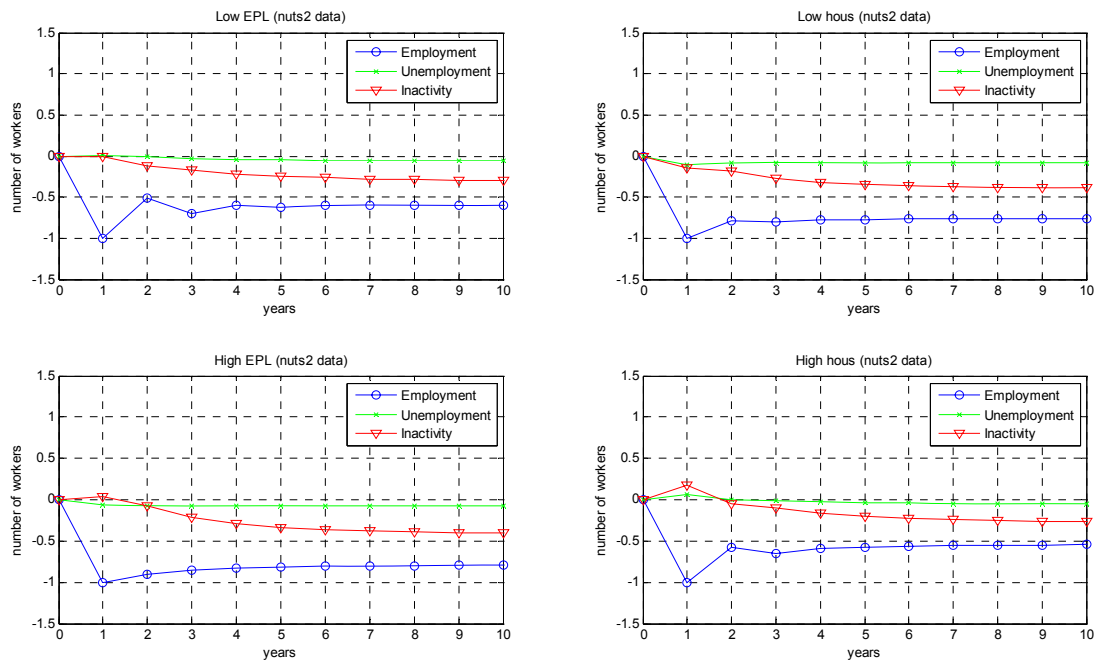 Low EPL (nuts2 data)
1.5
1
0.5
0
-0.5
-1
-1.5
number of workers
0 1 2 3 4 5 6 7 8 9 10
years
Employment
Unemployment
Inactivity
Low hous (nuts2 data)
1.5
1
0.5
0
-0.5
-1
-1.5
number of workers
0 1 2 3 4 5 6 7 8 9 10
years
Employment
Unemployment
Inactivity
High EPL (nuts2 data)
1.5
1
0.5
0
-0.5
-1
-1.5
number of workers
0 1 2 3 4 5 6 7 8 9 10
years
Employment
Unemployment
Inactivity
High hous (nuts2 data)
1.5
1
0.5
0
-0.5
-1
-1.5
number of workers
0 1 2 3 4 5 6 7 8 9 10
years
Employment
Unemployment
Inactivity